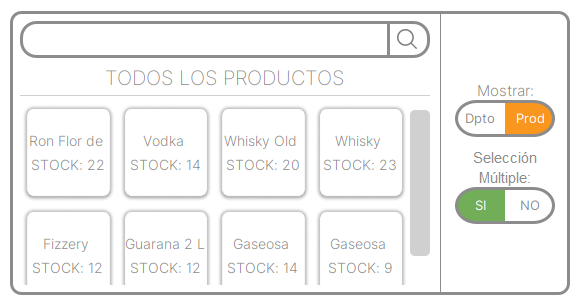 TODOS LOS PRODUCTOS
Ron Flor de
STOCK: 22
Vodka
STOCK: 14
Whisky Old
STOCK: 20
Whisky
STOCK: 23
Fizzery
STOCK: 12
Guarana 2 L
STOCK: 12
Gaseosa
STOCK: 14
Gaseosa
STOCK: 9
Mostrar:
Dpto Prod
Selección
Múltiple:
SI NO